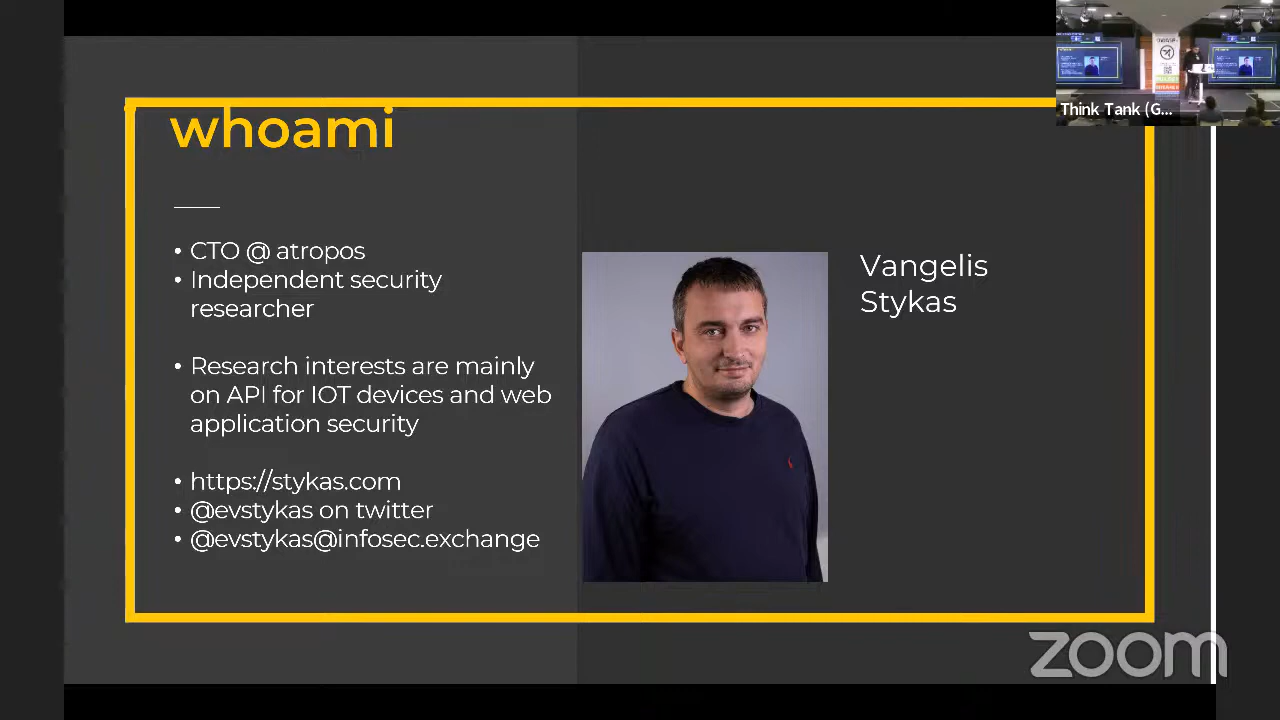 whoami
• CTO @ atropos
• Independent security
researcher
• Research interests are mainly
on API for IOT devices and web
application security
• https://stykas.com
• @evstykas on twitter
• @evstykas@infosec.exchange
Vangelis
Stykas
Think Tank (G...
zoom